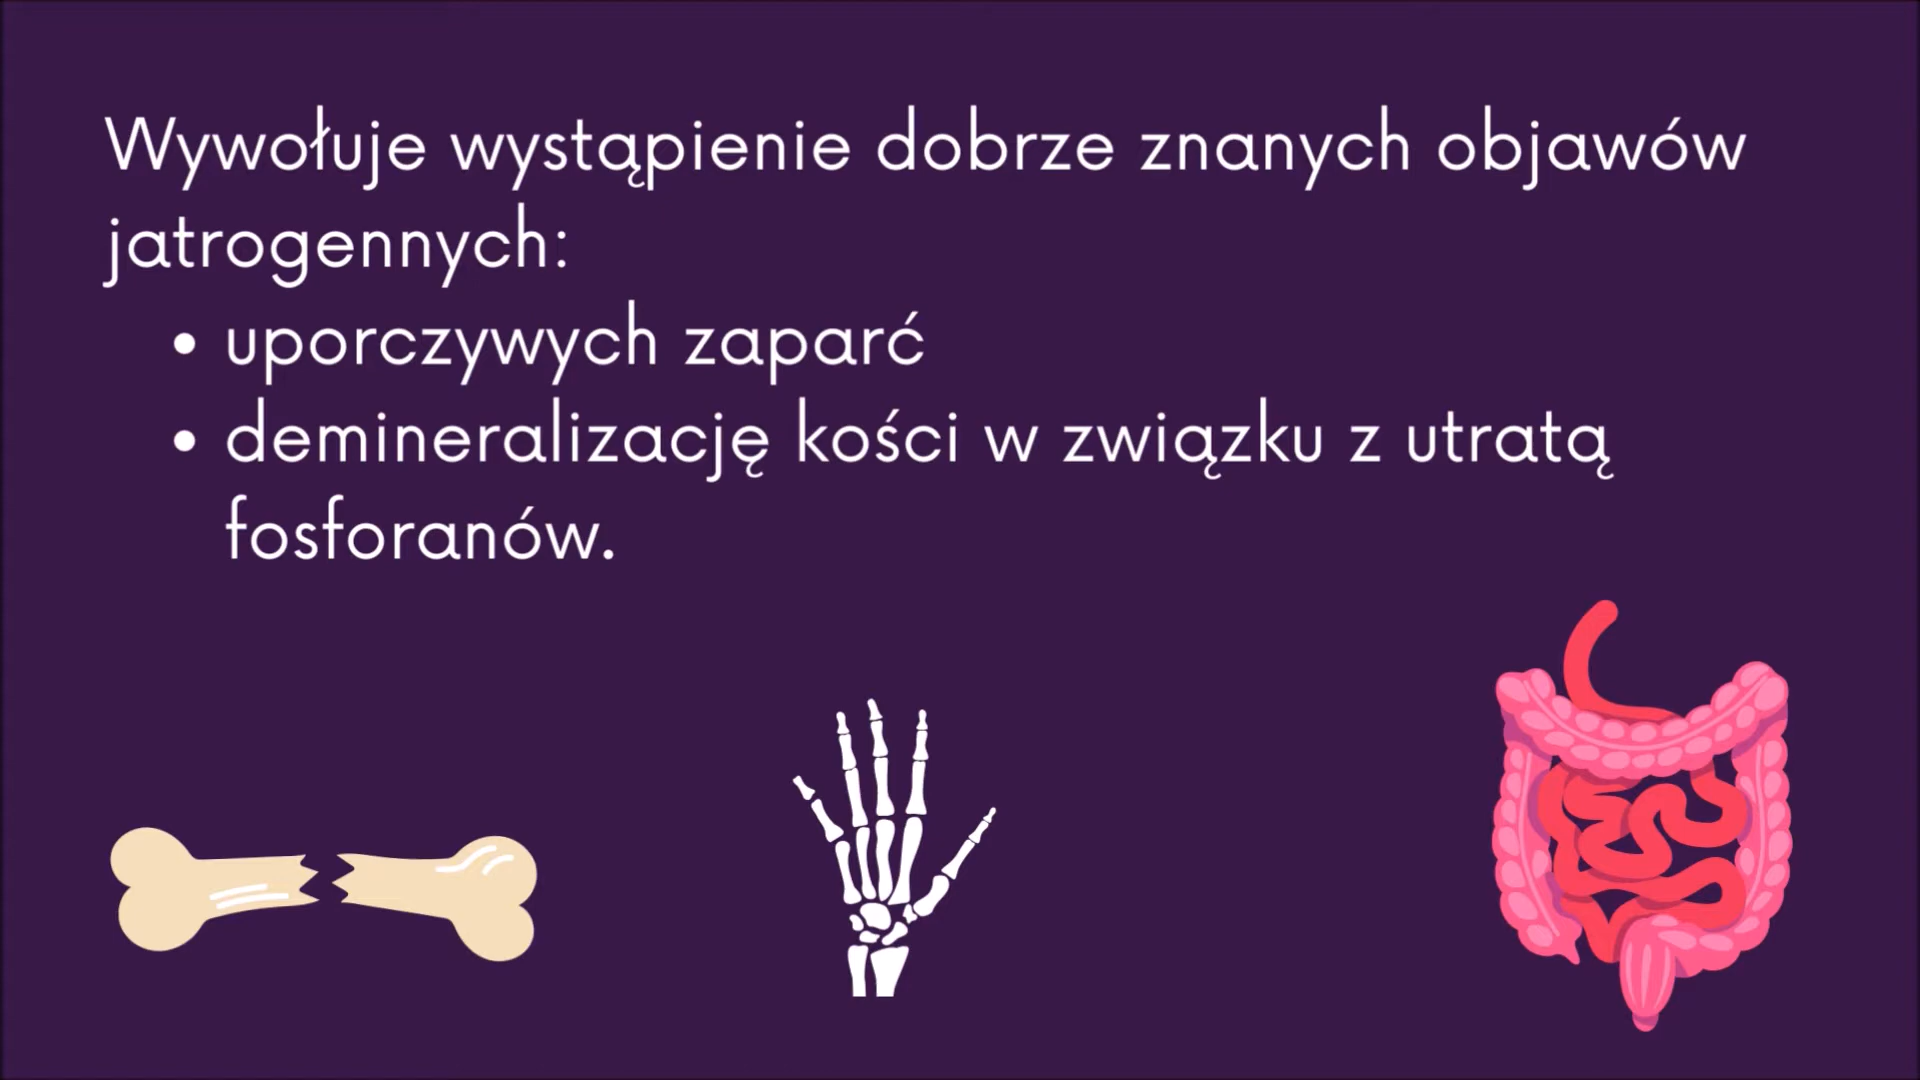 Wywołuje wystąpienie dobrze znanych objawów
jatrogennych:
• uporczywych zaparć
• demineralizację kości w związku z utratą
fosforanów.